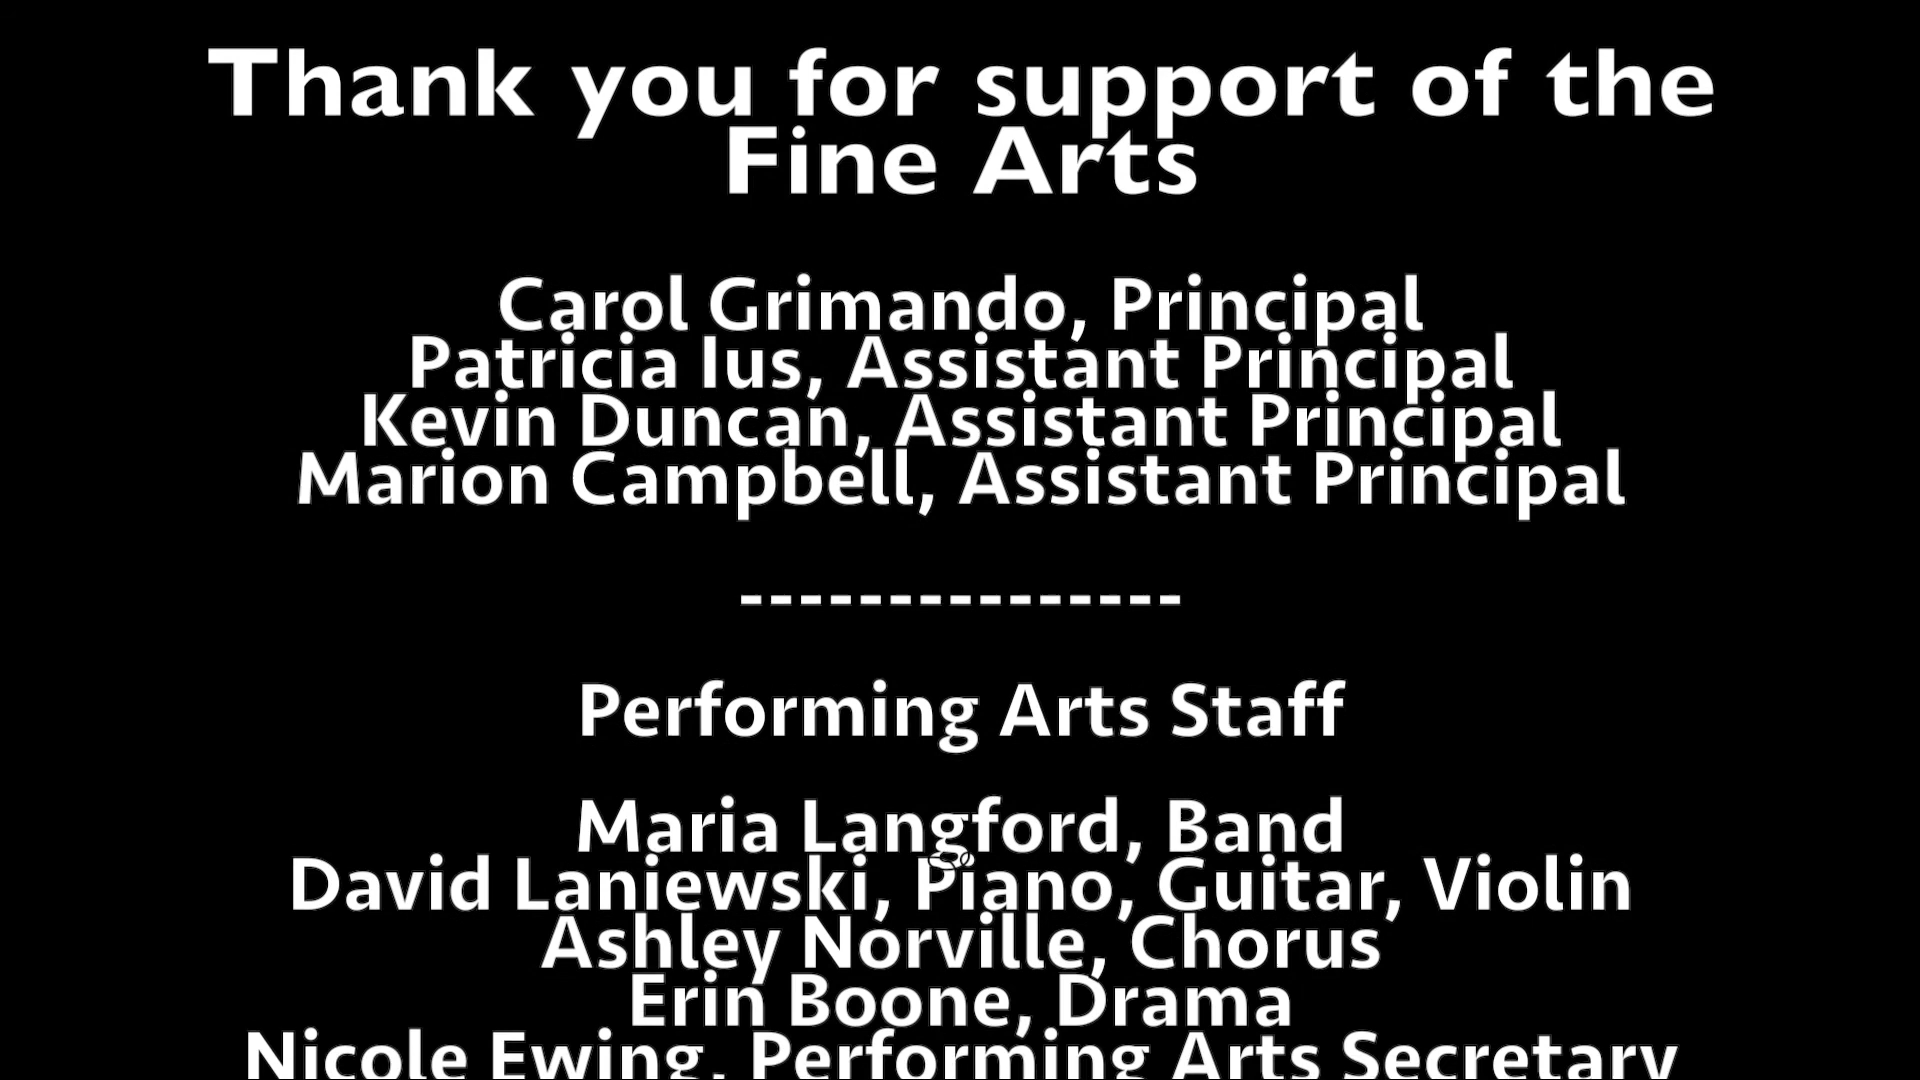 Thank you for support of the
Fine Arts
Carol Grimando, Principal
Patricia Ius, Assistant Principal
Kevin Duncan, Assistant Principal
Marion Campbell, Assistant Principal
---------------
Performing Arts Staff
Maria Langford, Band
David Laniewski, Piano, Guitar, Violin
Ashley Norville, Chorus
Erin Boone, Drama
Nicole Ewing, Performing Arts Secretary